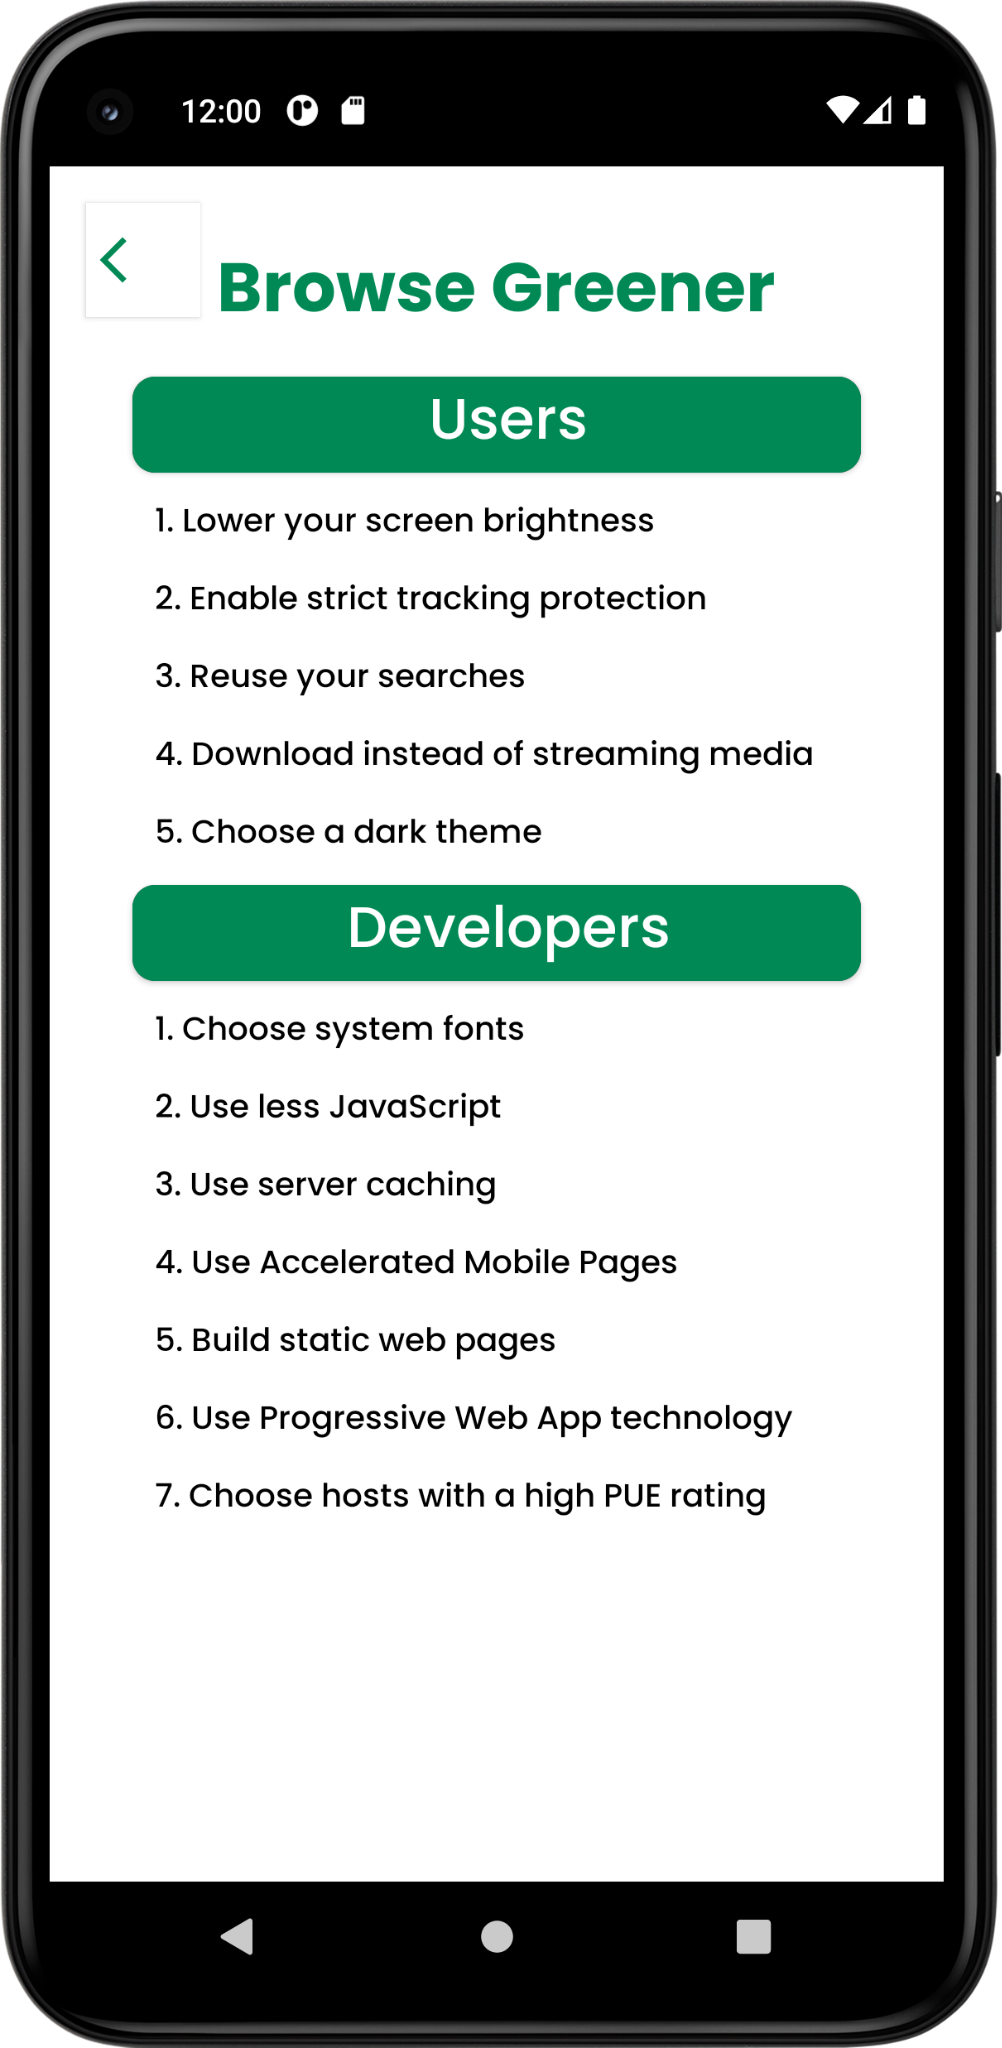 12:00
Browse Greener
Users
1. Lower your screen brightness
2. Enable strict tracking protection
3. Reuse your searches
4. Download instead of streaming media
5. Choose a dark theme
Developers
1. Choose system fonts
2. Use less JavaScript
3. Use server caching
4. Use Accelerated Mobile Pages
5. Build static web pages
6. Use Progressive Web App technology
7. Choose hosts with a high PUE rating